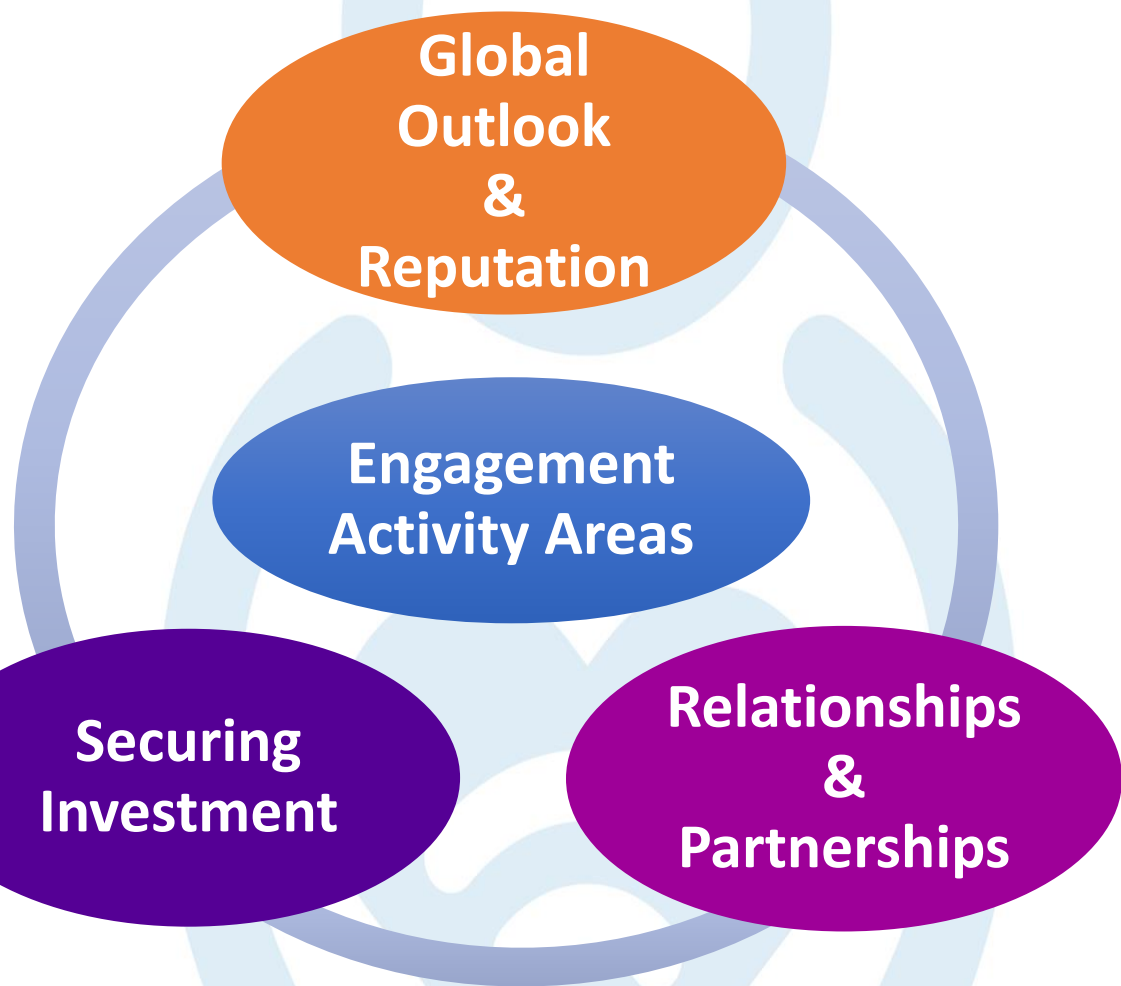 Global
Outlook
&
Reputation
Engagement
Activity Areas
Securing
Investment
Relationships
&
Partnerships